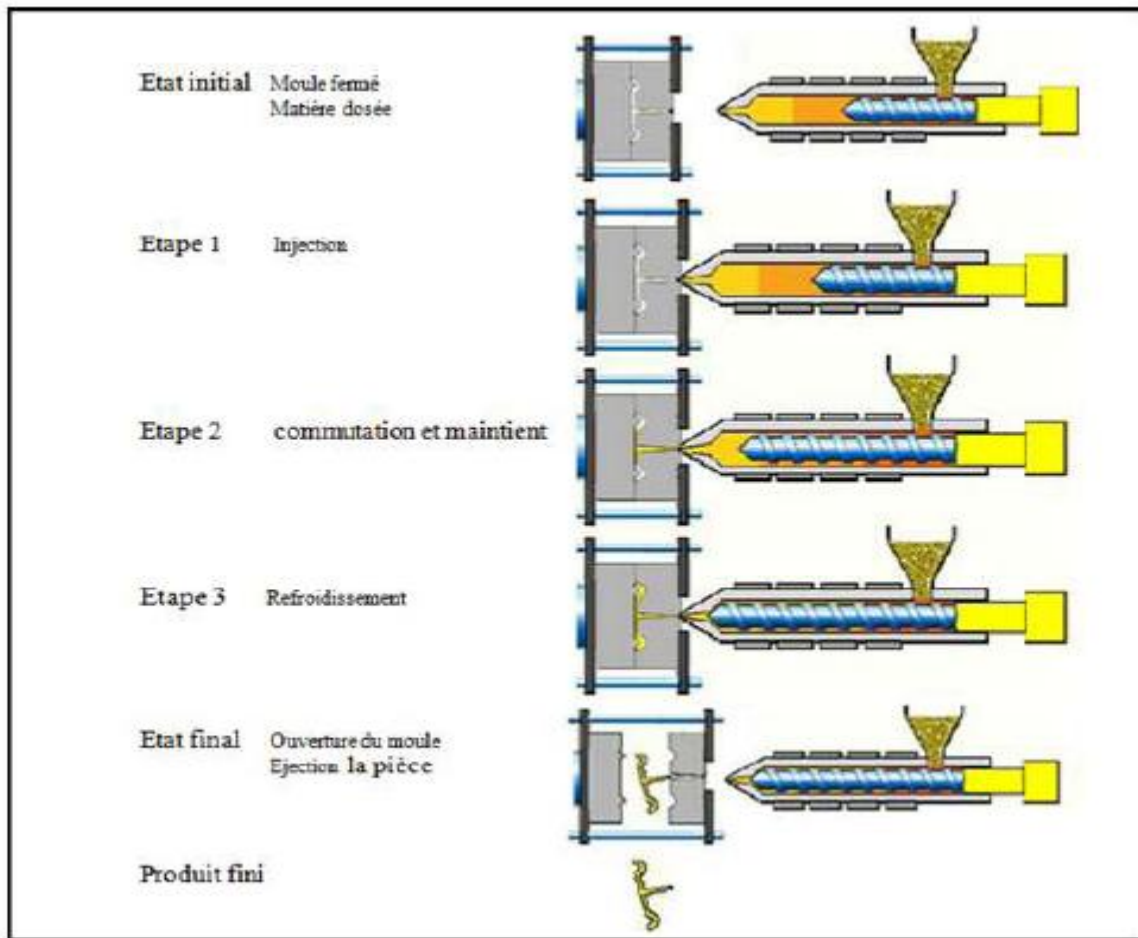 Etat initial Moule fermé
Matière dosée
Etape 1 Injection
Etape 2 commutation et maintient
Etape 3 Refroidissement
Etat final Ouverture du moule
Ejection la pièce
Produit fini